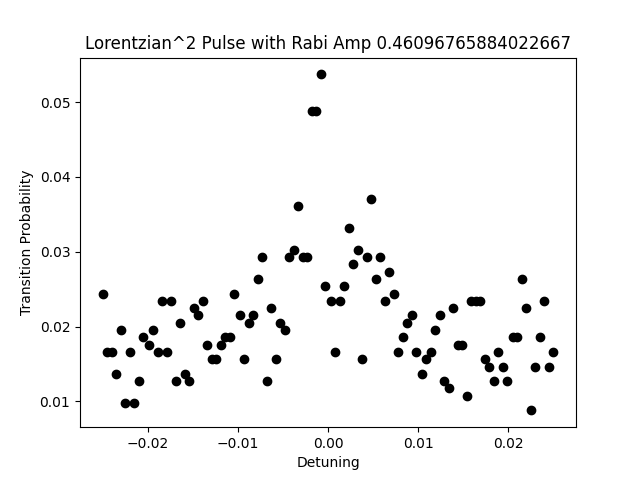 Lorentzian^2 Pulse with Rabi Amp 0.46096765884022667
0.05
0.04
0.03
0.02
0.01
Transition Probability
−0.02 −0.01 0.00 0.01 0.02
Detuning